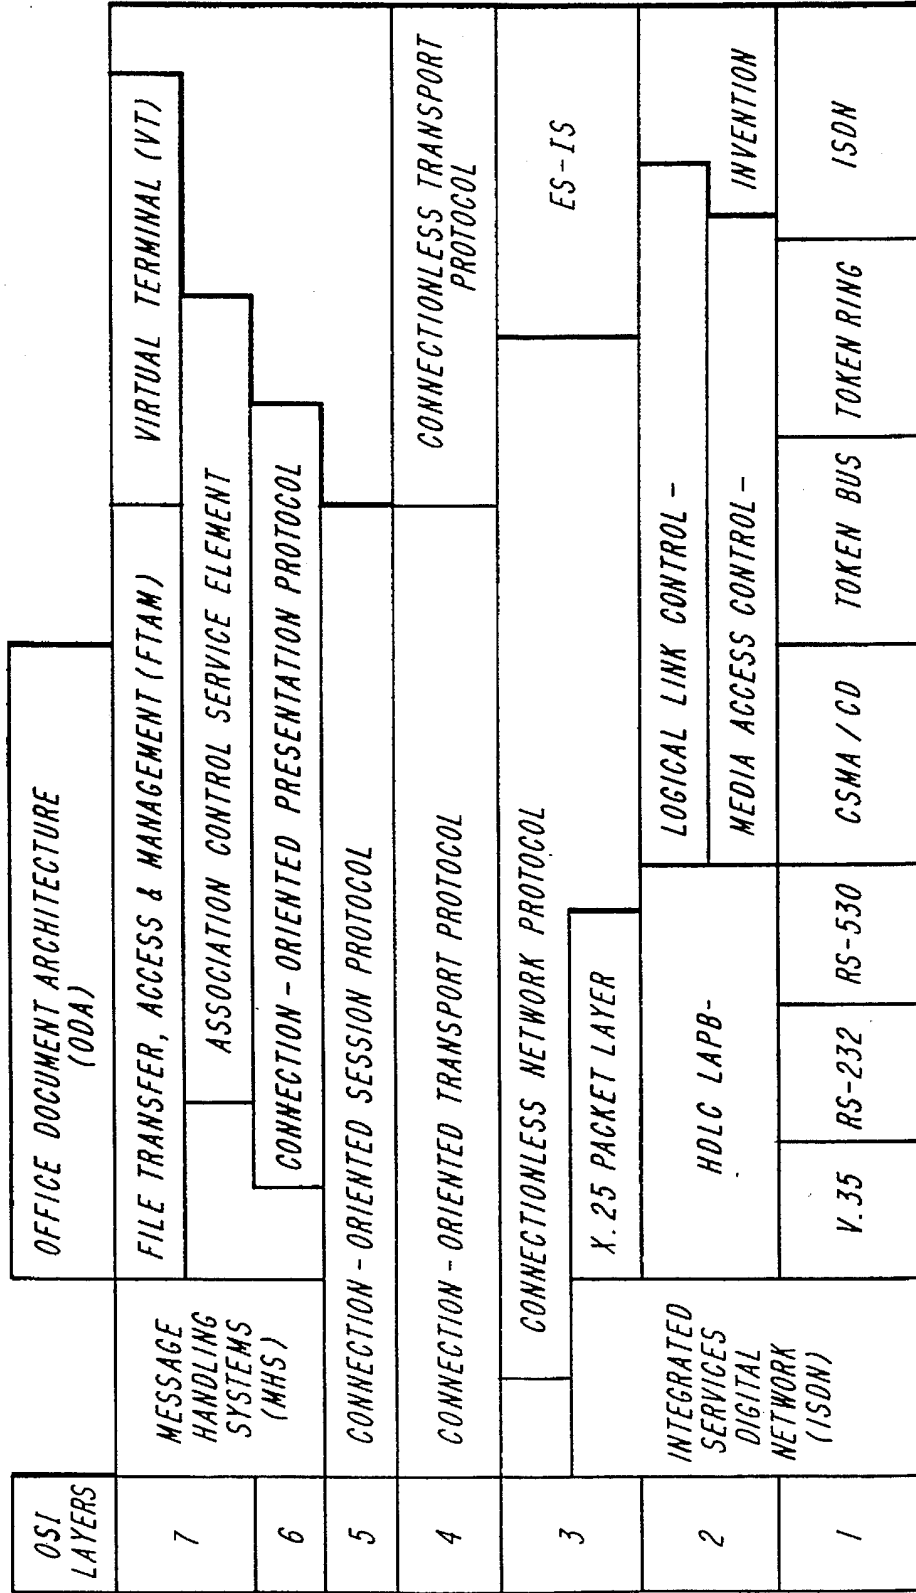 OSI
LAYERS
OFFICE DOCUMENT ARCHITECTURE
(ODA)
7
MESSAGE
HANDLING
SYSTEMS
(MHS)
FILE TRANSFER, ACCESS & MANAGEMENT (FTAM)
VIRTUAL TERMINAL (VT)
ASSOCIATION CONTROL SERVICE ELEMENT
6
CONNECTION-ORIENTED PRESENTATION PROTOCOL
5
CONNECTION-ORIENTED SESSION PROTOCOL
4
CONNECTION-ORIENTED TRANSPORT PROTOCOL
CONNECTIONLESS TRANSPORT
PROTOCOL
3
CONNECTIONLESS NETWORK PROTOCOL
ES-IS
X.25 PACKET LAYER
2
INTEGRATED
SERVICES
DIGITAL
NETWORK
(ISDN)
HDLC LAPB-
LOGICAL LINK CONTROL-
MEDIA ACCESS CONTROL-
INVENTION
1
V.35
RS-232
RS-530
CSMA/CD
TOKEN BUS
TOKEN RING
ISDN